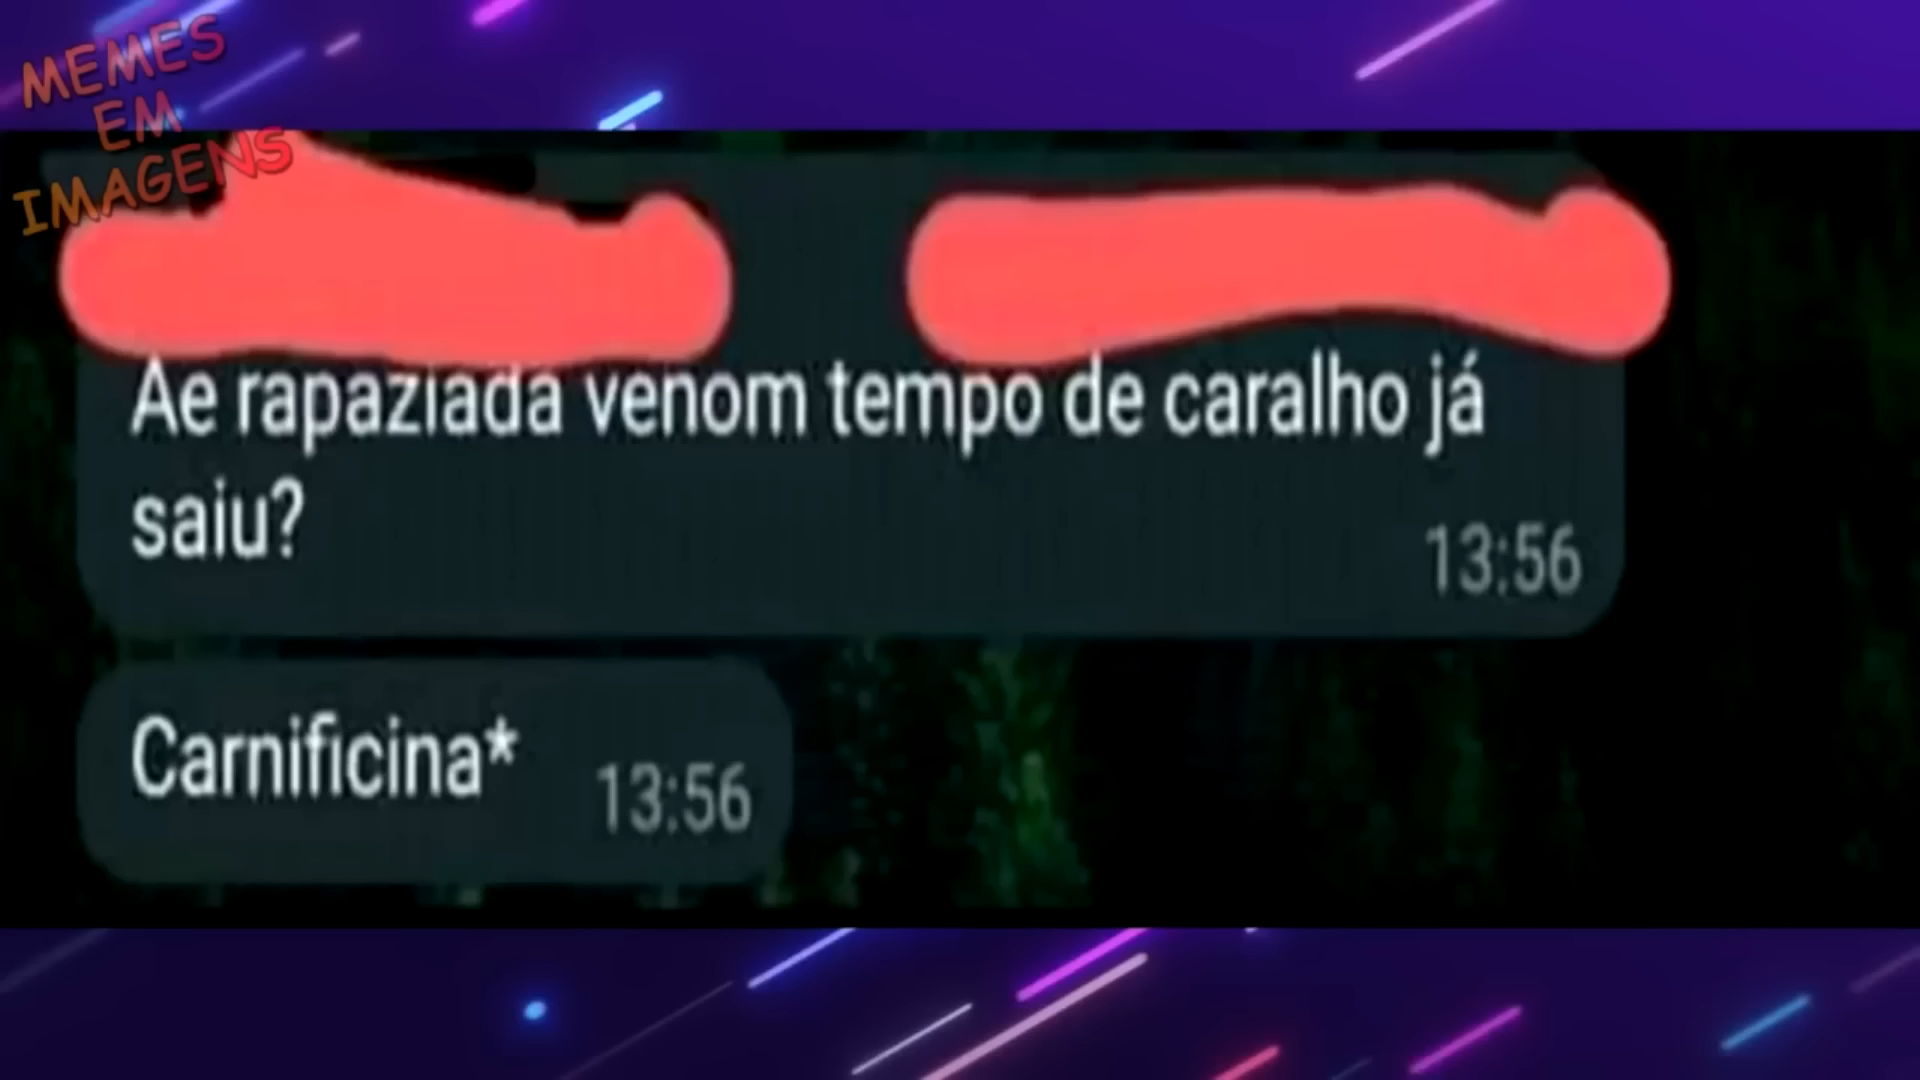 MEMES
EM
IMAGENS
Ae rapaziada venom tempo de caralho já
saiu?
13:56
Carnificina*
13:56